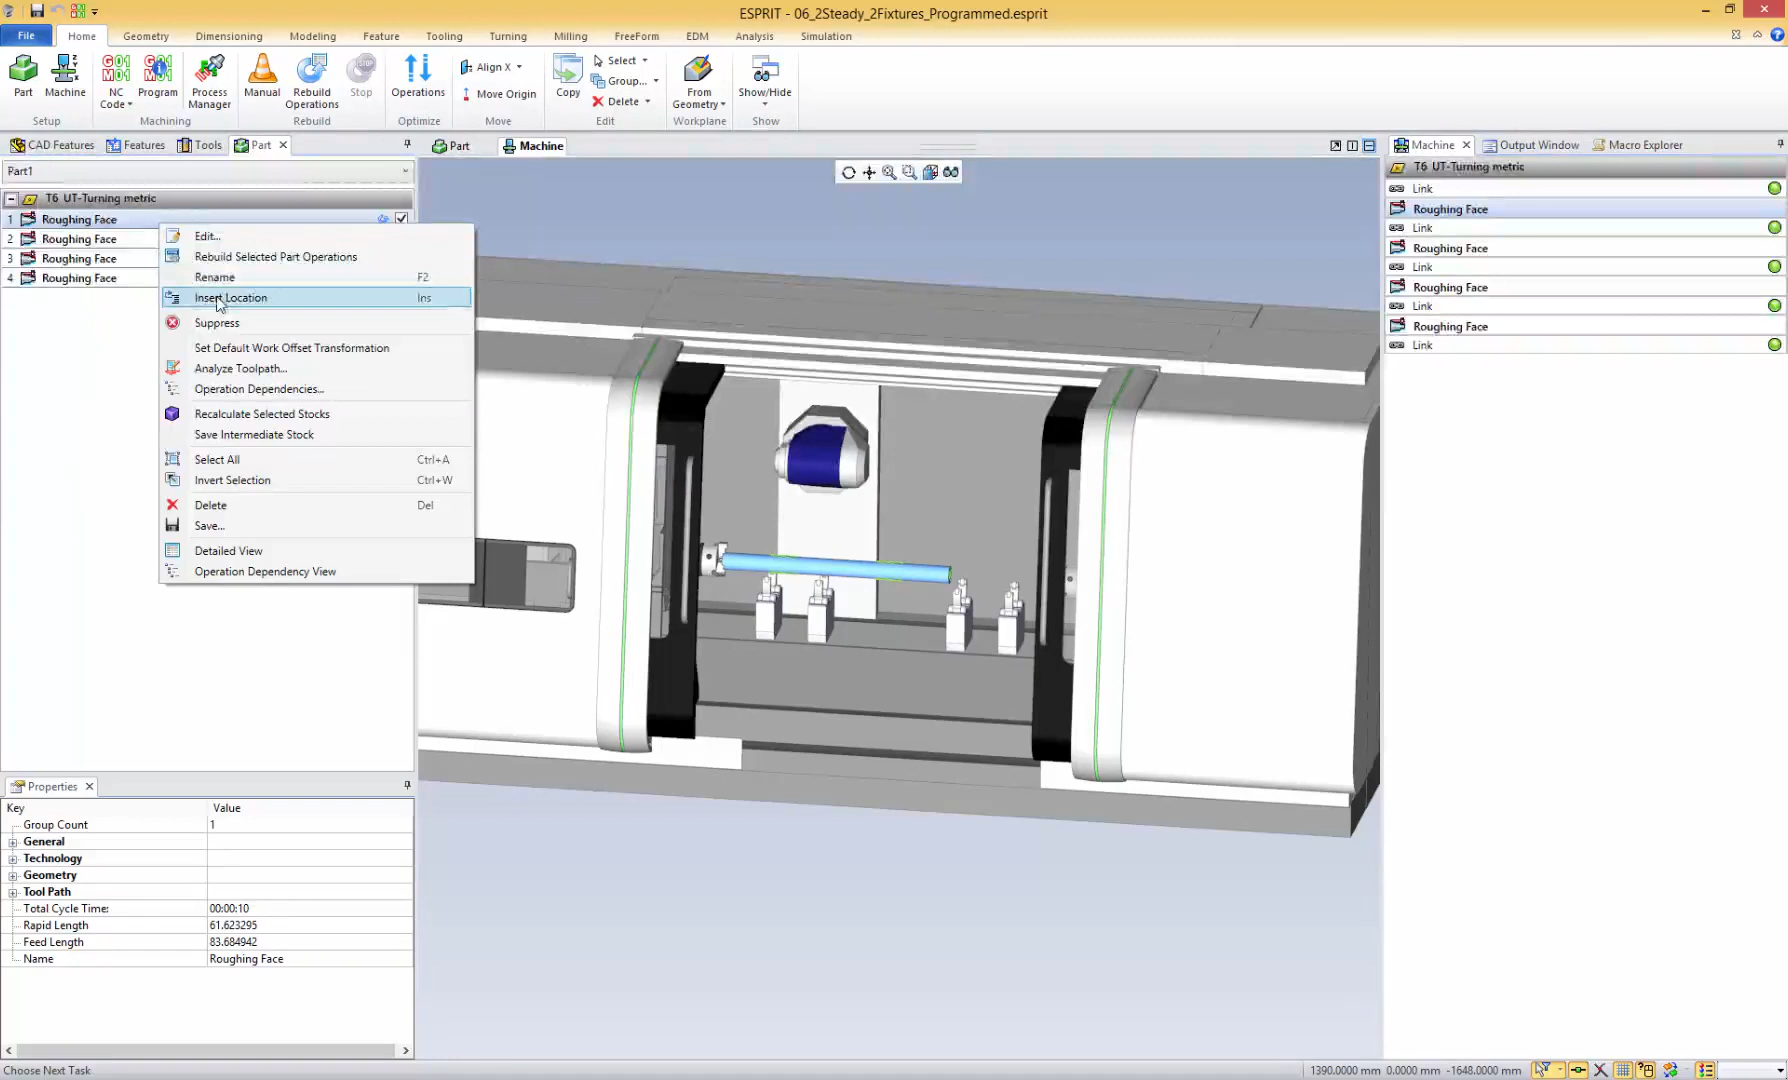 ESPRIT - 06_2Steady_2Fixtures_Programmed.esprit
File Home Geometry Dimensioning Modeling Feature Tooling Turning Milling FreeForm EDM Analysis Simulation
Part Machine NC Code Program Process Manager Manual Rebuild Operations Stop Operations Align X Move Origin Copy Select Group... Delete From Geometry Show/Hide
Setup Machining Rebuild Optimize Move Edit Workplane Show
CAD Features Features Tools Part
Part Machine
Machine Output Window Macro Explorer
Part1
T6 UT-Turning metric
1 Roughing Face
2 Roughing Face
3 Roughing Face
4 Roughing Face
Edit...
Rebuild Selected Part Operations
Rename F2
Insert Location Ins
Suppress
Set Default Work Offset Transformation
Analyze Toolpath...
Operation Dependencies...
Recalculate Selected Stocks
Save Intermediate Stock
Select All Ctrl+A
Invert Selection Ctrl+W
Delete Del
Save...
Detailed View
Operation Dependency View
T6 UT-Turning metric
Link
Roughing Face
Link
Roughing Face
Link
Roughing Face
Link
Roughing Face
Link
Properties
Key Value
Group Count 1
General
Technology
Geometry
Tool Path
Total Cycle Time: 00:00:10
Rapid Length 61.623295
Feed Length 83.684942
Name Roughing Face
Choose Next Task
1390.0000 mm 0.0000 mm -1648.0000 mm